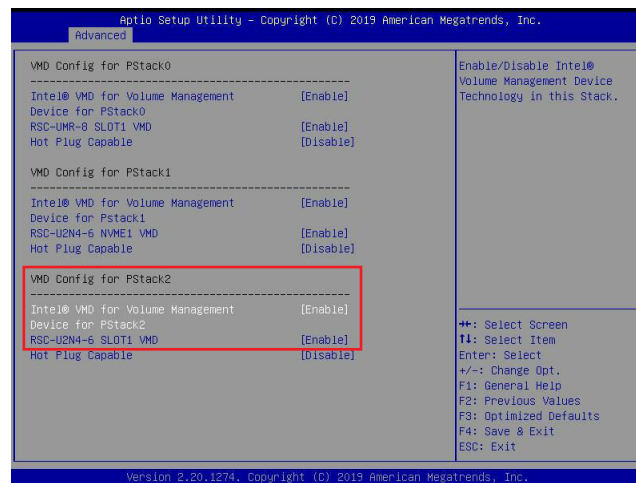 Aptio Setup Utility – Copyright (C) 2019 American Megatrends, Inc.
Advanced
VMD Config for PStack0
--------------------------------------------------
Intel® VMD for Volume Management [Enable]
Device for PStack0
RSC-UMR-8 SLOT1 VMD [Enable]
Hot Plug Capable [Disable]
VMD Config for PStack1
--------------------------------------------------
Intel® VMD for Volume Management [Enable]
Device for Pstack1
RSC-U2N4-6 NVME1 VMD [Enable]
Hot Plug Capable [Disable]
VMD Config for PStack2
--------------------------------------------------
Intel® VMD for Volume Management [Enable]
Device for PStack2
RSC-U2N4-6 SLOT1 VMD [Enable]
Hot Plug Capable [Disable]
Enable/Disable Intel®
Volume Management Device
Technology in this Stack.
↔: Select Screen
↑↓: Select Item
Enter: Select
+/-: Change Opt.
F1: General Help
F2: Previous Values
F3: Optimized Defaults
F4: Save & Exit
ESC: Exit
Version 2.20.1274. Copyright (C) 2019 American Megatrends, Inc.